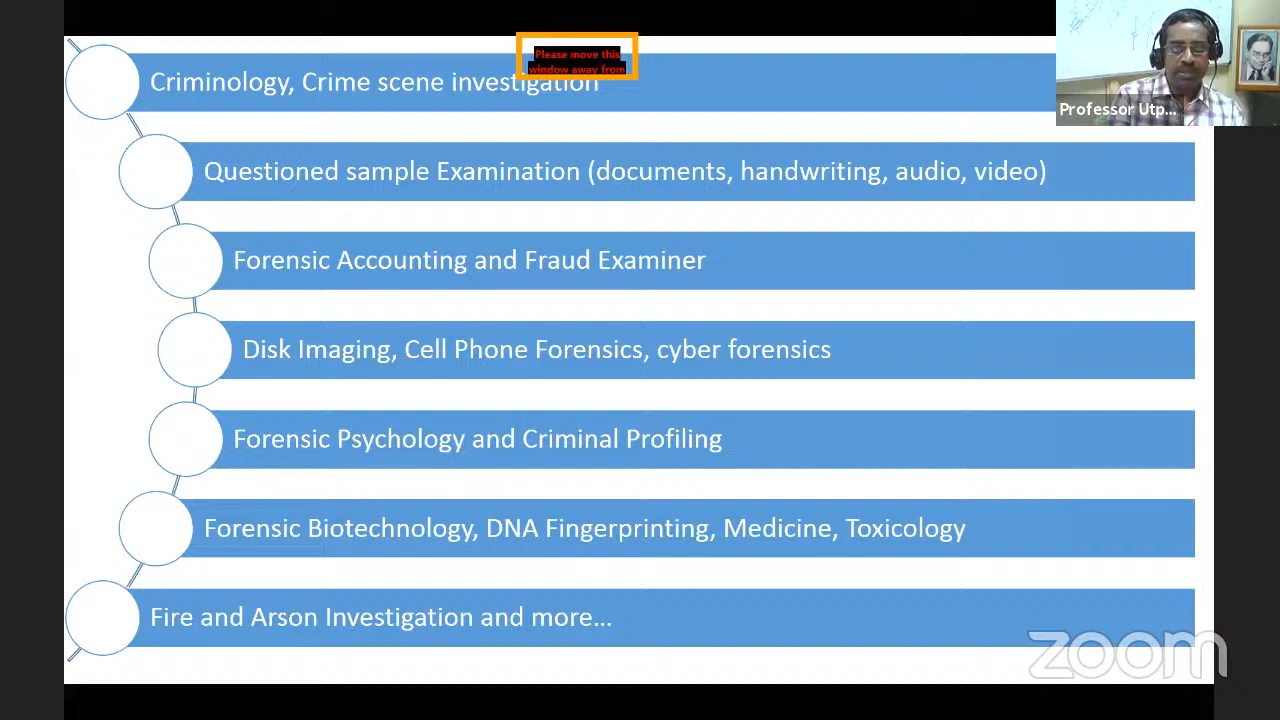 Please move this
window away from
Criminology, Crime scene investigation
Professor Utp...
Questioned sample Examination (documents, handwriting, audio, video)
Forensic Accounting and Fraud Examiner
Disk Imaging, Cell Phone Forensics, cyber forensics
Forensic Psychology and Criminal Profiling
Forensic Biotechnology, DNA Fingerprinting, Medicine, Toxicology
Fire and Arson Investigation and more...
zoom